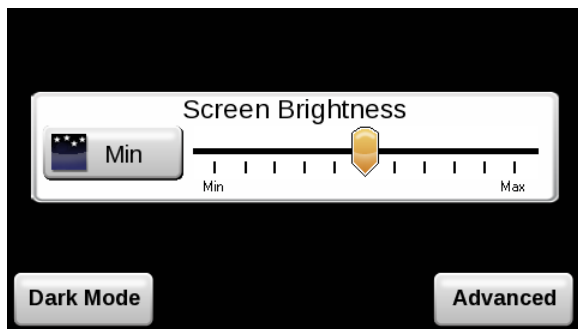 Screen Brightness
Min
Min Max
Dark Mode Advanced